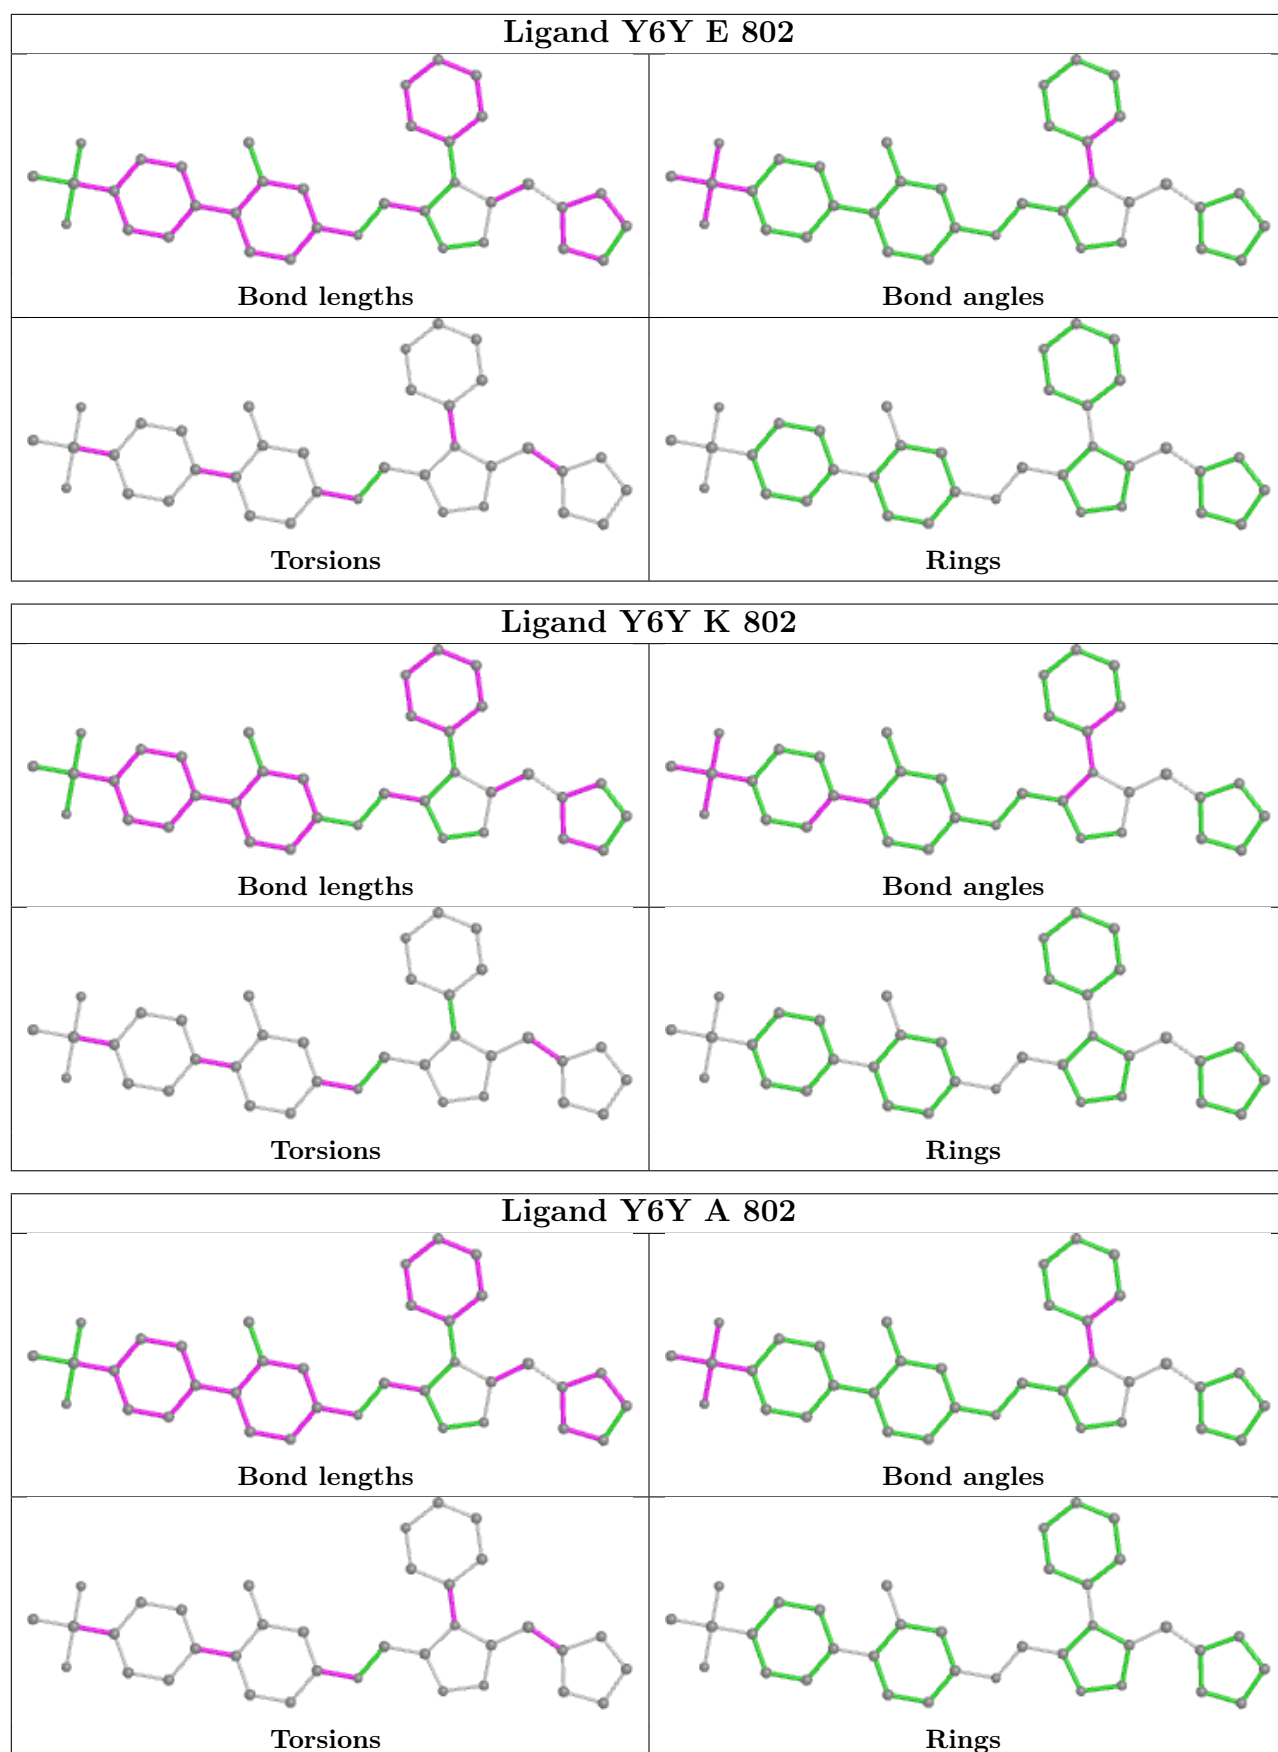 Ligand Y6Y E 802
Bond lengths
Bond angles
Torsions
Rings
Ligand Y6Y K 802
Bond lengths
Bond angles
Torsions
Rings
Ligand Y6Y A 802
Bond lengths
Bond angles
Torsions
Rings